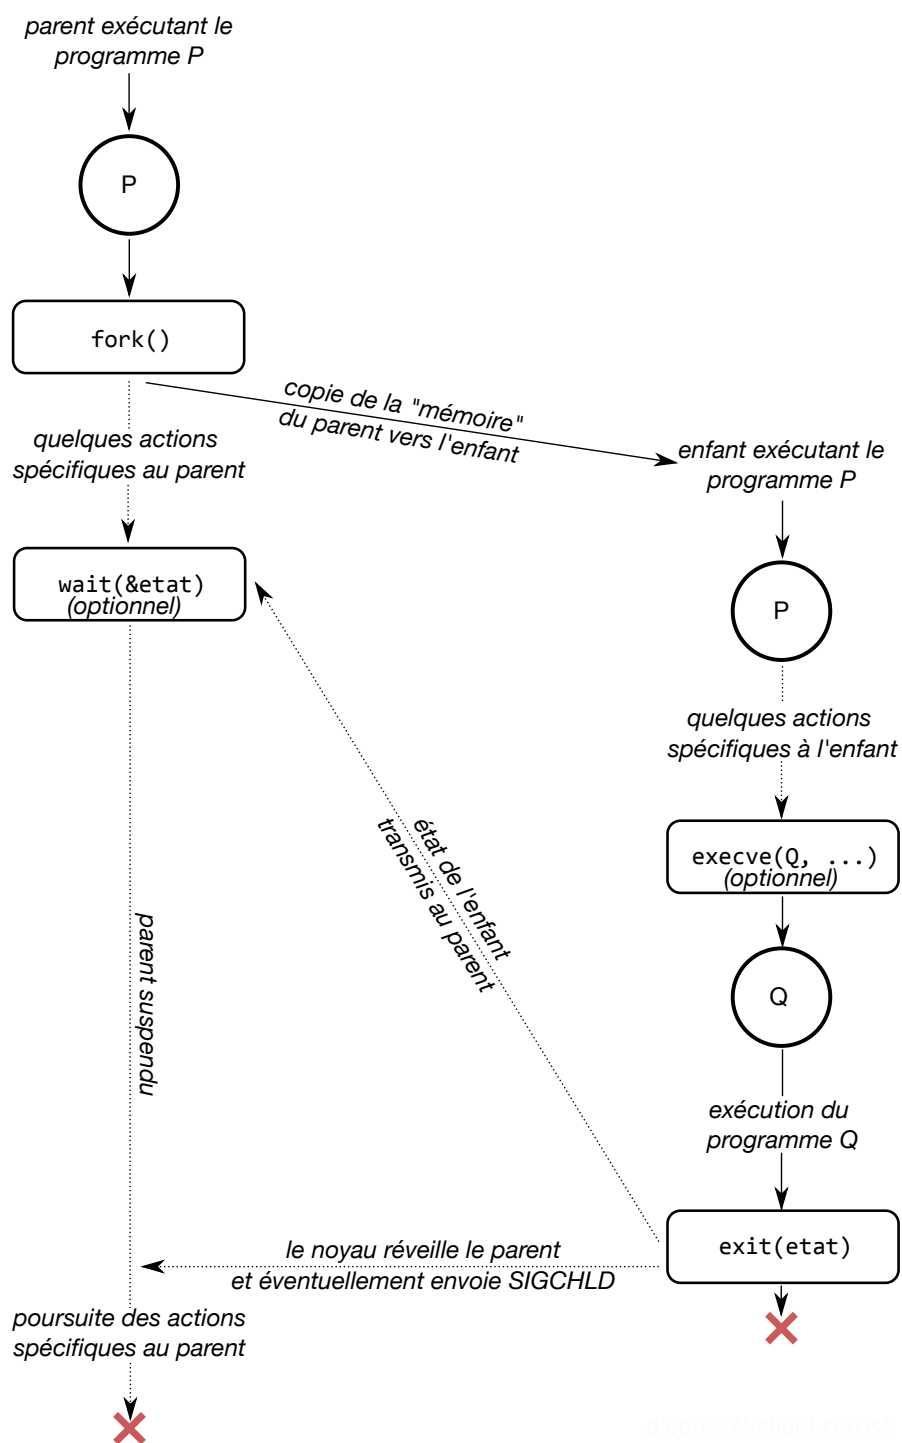 parent exécutant le
programme P
P
fork()
copie de la "mémoire"
du parent vers l'enfant
quelques actions
spécifiques au parent
enfant exécutant le
programme P
wait(&etat)
(optionnel)
P
quelques actions
spécifiques à l'enfant
execve(Q, ...)
(optionnel)
état de l'enfant
transmis au parent
parent suspendu
Q
exécution du
programme Q
exit(etat)
le noyau réveille le parent
et éventuellement envoie SIGCHLD
poursuite des actions
spécifiques au parent
d'après Michael Kerrisk